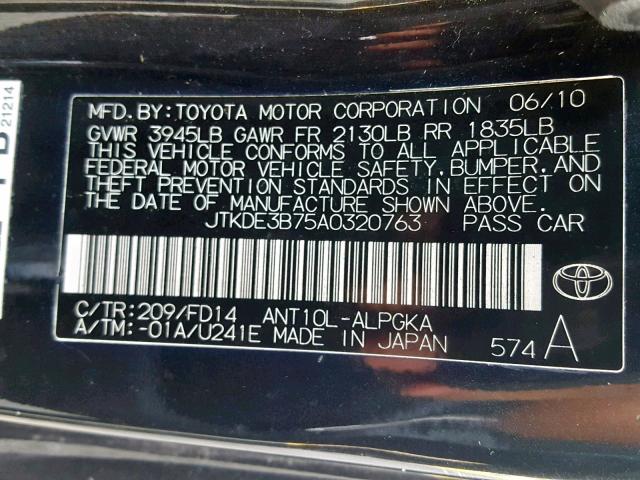 MFD.BY:TOYOTA MOTOR CORPORATION 06/10
GVWR 3945LB GAWR FR 2130LB RR 1835LB
THIS VEHICLE CONFORMS TO ALL APPLICABLE
FEDERAL MOTOR VEHICLE SAFETY, BUMPER, AND
THEFT PREVENTION STANDARDS IN EFFECT ON
THE DATE OF MANUFACTURE SHOWN ABOVE.
JTKDE3B75A0320763 PASS CAR
C/TR:209/FD14 ANT10L-ALPGKA
A/TM:-01A/U241E MADE IN JAPAN
574 A
21214